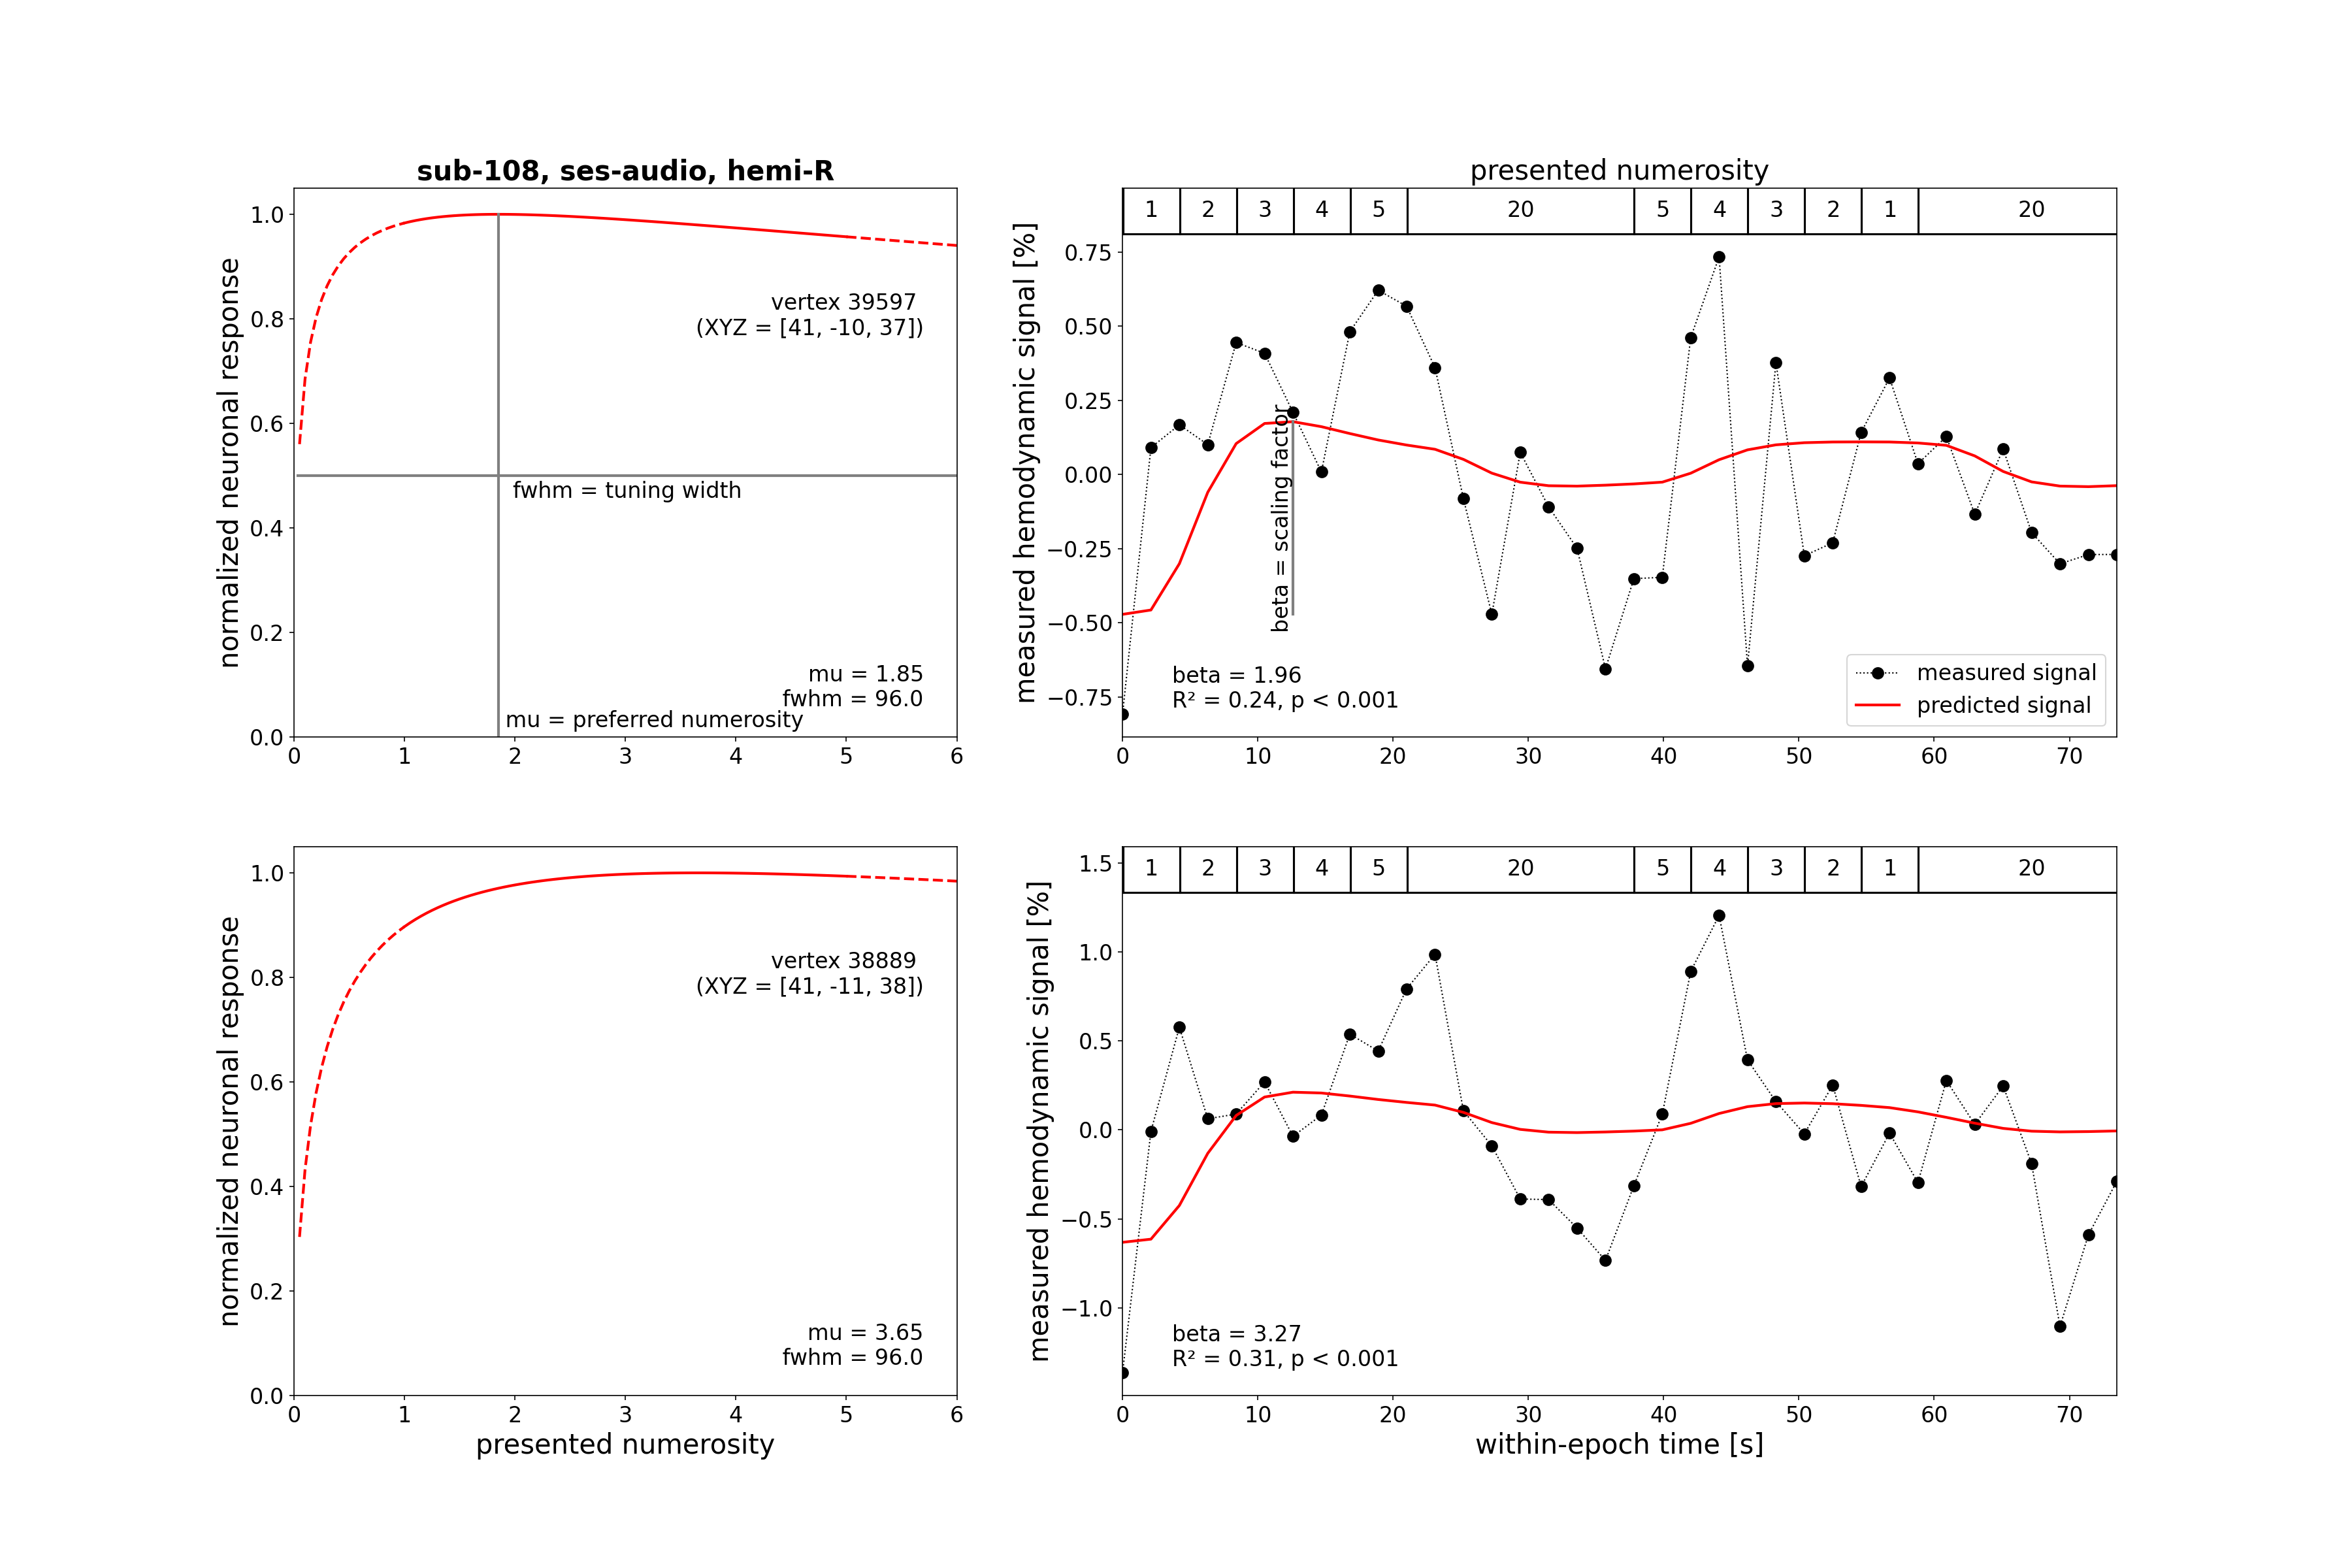 sub-108, ses-audio, hemi-R
normalized neuronal response
1.0
0.8
0.6
0.4
0.2
0.0
0 1 2 3 4 5 6
vertex 39597
(XYZ = [41, -10, 37])
fwhm = tuning width
mu = 1.85
fwhm = 96.0
mu = preferred numerosity
presented numerosity
1 2 3 4 5 20 5 4 3 2 1 20
measured hemodynamic signal [%]
0.75
0.50
0.25
0.00
−0.25
−0.50
−0.75
0 10 20 30 40 50 60 70
beta = scaling factor
beta = 1.96
R² = 0.24, p < 0.001
measured signal
predicted signal
normalized neuronal response
1.0
0.8
0.6
0.4
0.2
0.0
0 1 2 3 4 5 6
vertex 38889
(XYZ = [41, -11, 38])
mu = 3.65
fwhm = 96.0
presented numerosity
1 2 3 4 5 20 5 4 3 2 1 20
measured hemodynamic signal [%]
1.5
1.0
0.5
0.0
−0.5
−1.0
beta = 3.27
R² = 0.31, p < 0.001
0 10 20 30 40 50 60 70
within-epoch time [s]